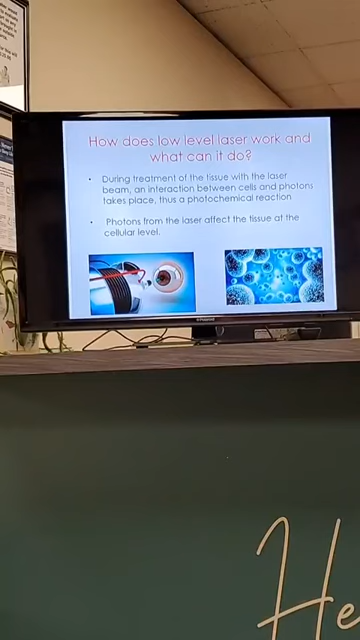 How does low level laser work and
what can it do?
• During treatment of the tissue with the laser
beam, an interaction between cells and photons
takes place, thus a photochemical reaction
• Photons from the laser affect the tissue at the
cellular level.
Polaroid
He